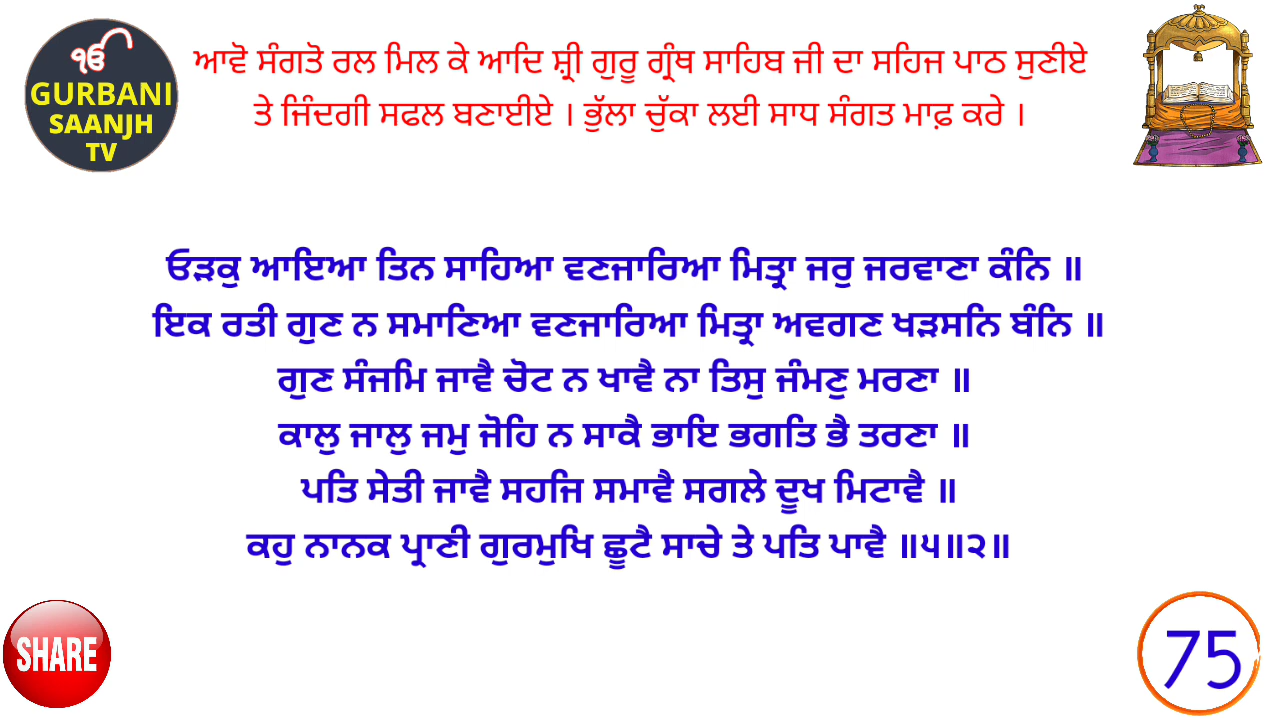 ੴ
GURBANI
SAANJH
TV
ਆਵੋ ਸੰਗਤੋ ਰਲ ਮਿਲ ਕੇ ਆਦਿ ਸ਼੍ਰੀ ਗੁਰੂ ਗ੍ਰੰਥ ਸਾਹਿਬ ਜੀ ਦਾ ਸਹਿਜ ਪਾਠ ਸੁਣੀਏ
ਤੇ ਜਿੰਦਗੀ ਸਫਲ ਬਣਾਈਏ । ਭੁੱਲਾ ਚੁੱਕਾ ਲਈ ਸਾਧ ਸੰਗਤ ਮਾਫ਼ ਕਰੇ ।
ਓੜਕੁ ਆਇਆ ਤਿਨ ਸਾਹਿਆ ਵਣਜਾਰਿਆ ਮਿਤ੍ਰਾ ਜਰੁ ਜਰਵਾਣਾ ਕੰਨਿ ॥
ਇਕ ਰਤੀ ਗੁਣ ਨ ਸਮਾਣਿਆ ਵਣਜਾਰਿਆ ਮਿਤ੍ਰਾ ਅਵਗਣ ਖੜਸਨਿ ਬੰਨਿ ॥
ਗੁਣ ਸੰਜਮਿ ਜਾਵੈ ਚੋਟ ਨ ਖਾਵੈ ਨਾ ਤਿਸੁ ਜੰਮਣੁ ਮਰਣਾ ॥
ਕਾਲੁ ਜਾਲੁ ਜਮੁ ਜੋਹਿ ਨ ਸਾਕੈ ਭਾਇ ਭਗਤਿ ਭੈ ਤਰਣਾ ॥
ਪਤਿ ਸੇਤੀ ਜਾਵੈ ਸਹਜਿ ਸਮਾਵੈ ਸਗਲੇ ਦੂਖ ਮਿਟਾਵੈ ॥
ਕਹੁ ਨਾਨਕ ਪ੍ਰਾਣੀ ਗੁਰਮੁਖਿ ਛੂਟੈ ਸਾਚੇ ਤੇ ਪਤਿ ਪਾਵੈ ॥੫॥੨॥
SHARE
75